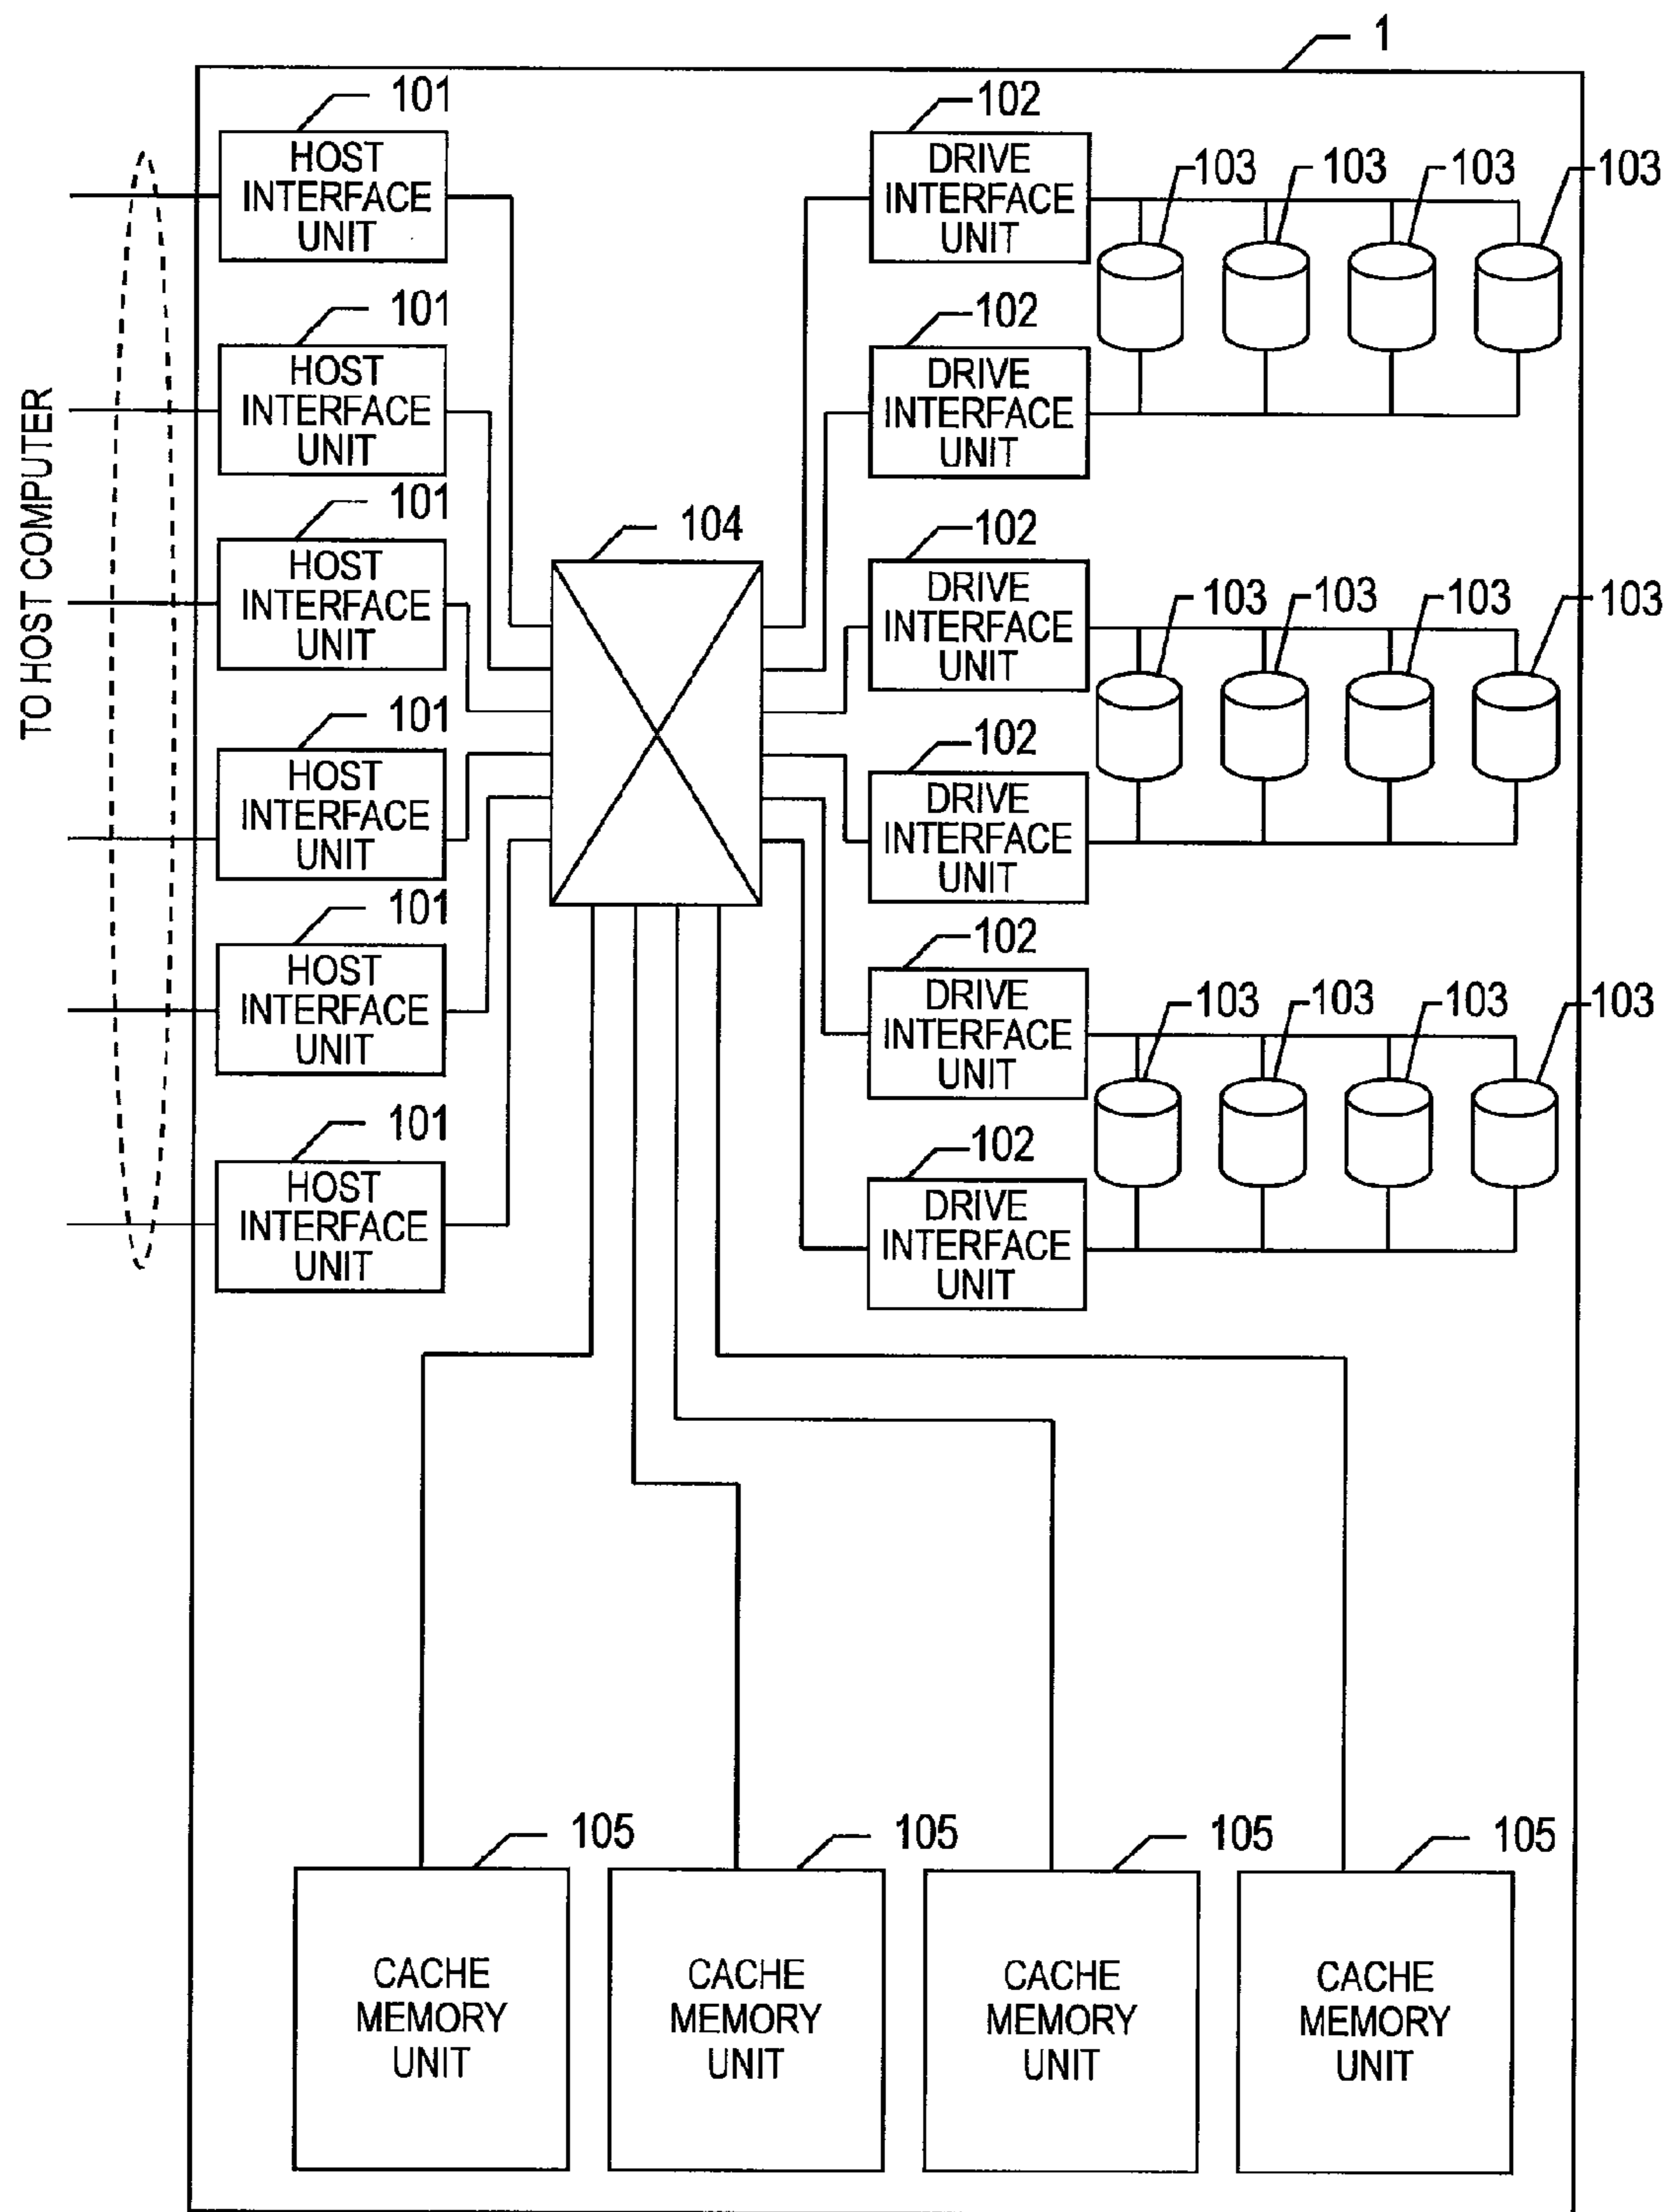 1
101
HOST
INTERFACE
UNIT
101
HOST
INTERFACE
UNIT
101
HOST
INTERFACE
UNIT
101
HOST
INTERFACE
UNIT
101
HOST
INTERFACE
UNIT
101
HOST
INTERFACE
UNIT
TO HOST COMPUTER
104
102
DRIVE
INTERFACE
UNIT
102
DRIVE
INTERFACE
UNIT
103
103
103
103
102
DRIVE
INTERFACE
UNIT
102
DRIVE
INTERFACE
UNIT
103
103
103
103
102
DRIVE
INTERFACE
UNIT
102
DRIVE
INTERFACE
UNIT
103
103
103
103
105
CACHE
MEMORY
UNIT
105
CACHE
MEMORY
UNIT
105
CACHE
MEMORY
UNIT
105
CACHE
MEMORY
UNIT